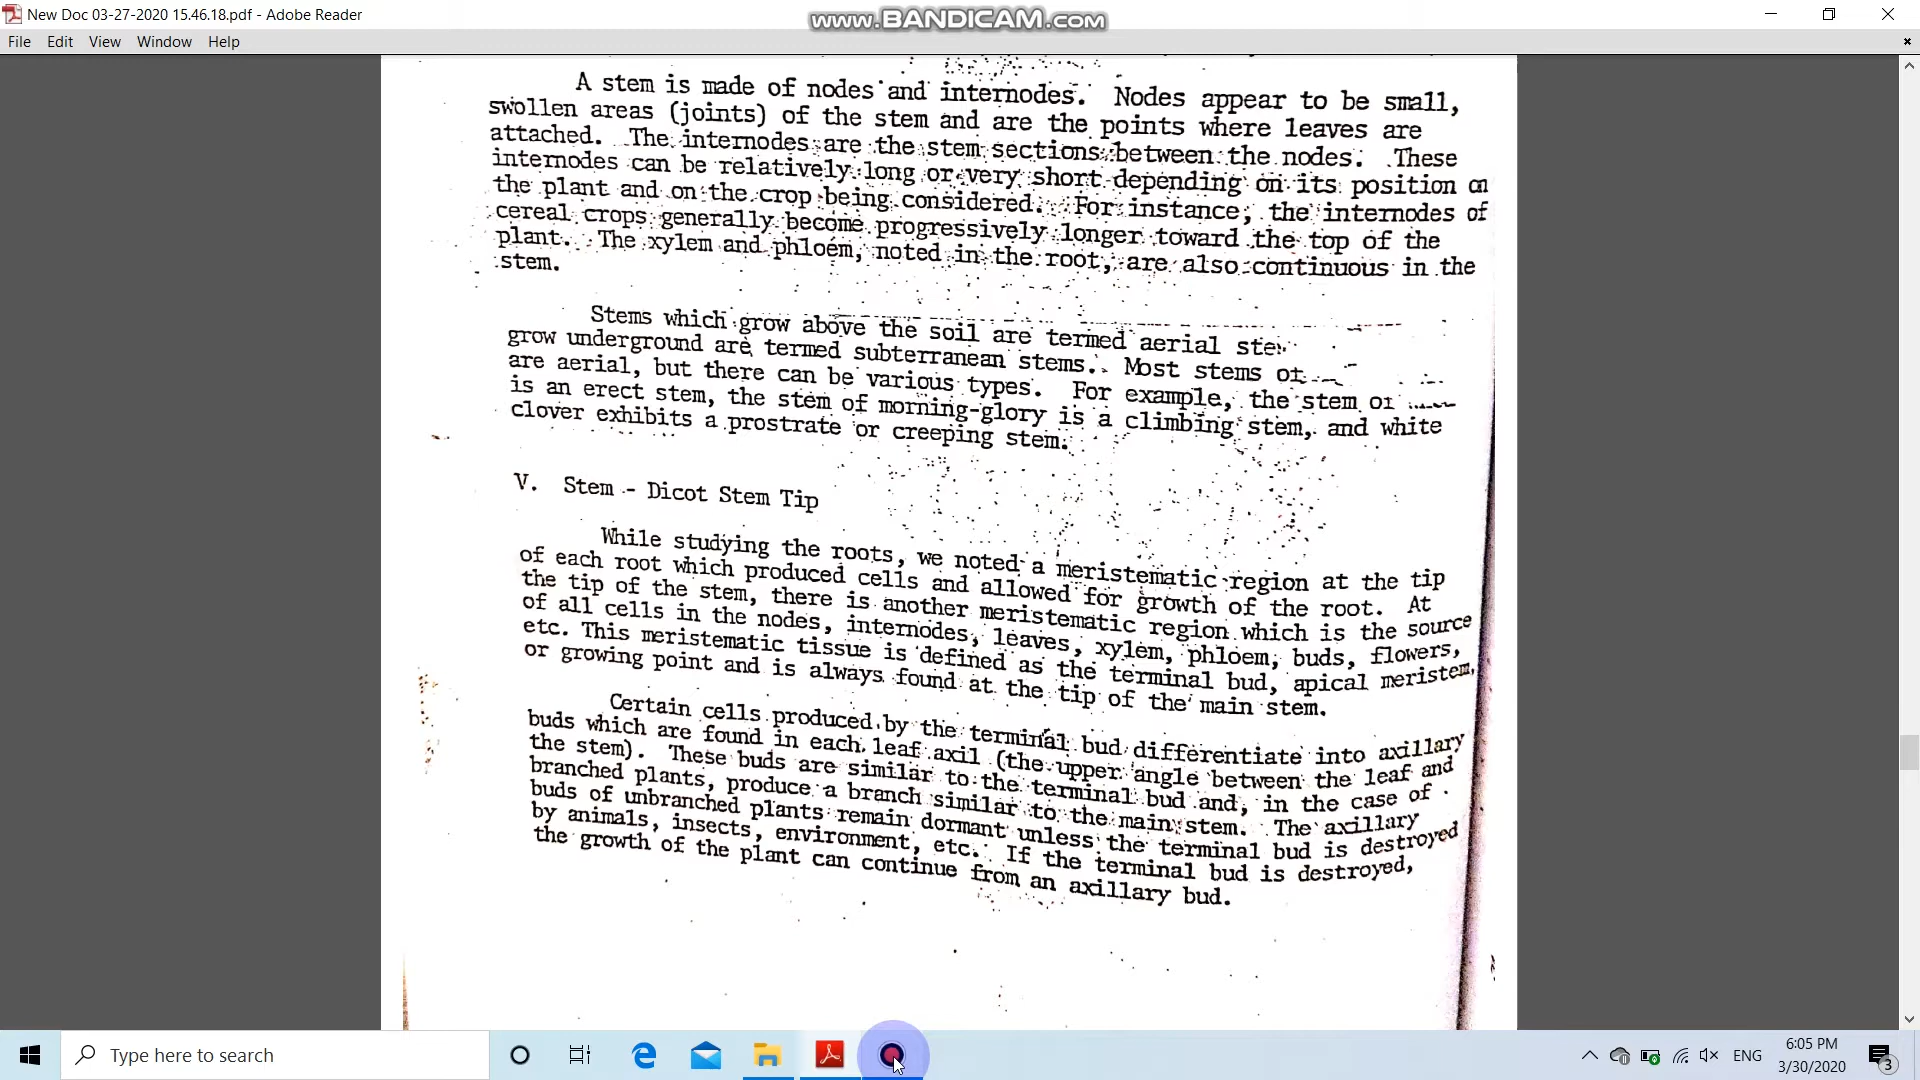 New Doc 03-27-2020 15.46.18.pdf - Adobe Reader
www.BANDICAM.com
File Edit View Window Help
A stem is made of nodes and internodes. Nodes appear to be small,
swollen areas (joints) of the stem and are the points where leaves are
attached. The internodes are the stem sections between the nodes. These
internodes can be relatively long or very short depending on its position on
the plant and on the crop being considered. For instance, the internodes of
cereal crops generally become progressively longer toward the top of the
plant. The xylem and phloem, noted in the root, are also continuous in the
stem.
Stems which grow above the soil are termed aerial
grow underground are termed subterranean stems. Most stems
are aerial, but there can be various types. For example, the stem
is an erect stem, the stem of morning-glory is a climbing stem, and white
clover exhibits a prostrate or creeping stem.
V. Stem - Dicot Stem Tip
While studying the roots, we noted a meristematic region at the tip
of each root which produced cells and allowed for growth of the root. At
the tip of the stem, there is another meristematic region which is the source
of all cells in the nodes, internodes, leaves, xylem, phloem, buds, flowers,
etc. This meristematic tissue is defined as the terminal bud, apical meristem,
or growing point and is always found at the tip of the main stem.
Certain cells produced by the terminal bud differentiate into axillary
buds which are found in each leaf axil (the upper angle between the leaf and
the stem). These buds are similar to the terminal bud and, in the case of
branched plants, produce a branch similar to the main stem. The axillary
buds of unbranched plants remain dormant unless the terminal bud is destroyed
by animals, insects, environment, etc. If the terminal bud is destroyed,
the growth of the plant can continue from an axillary bud.
Type here to search
ENG
6:05 PM
3/30/2020
3